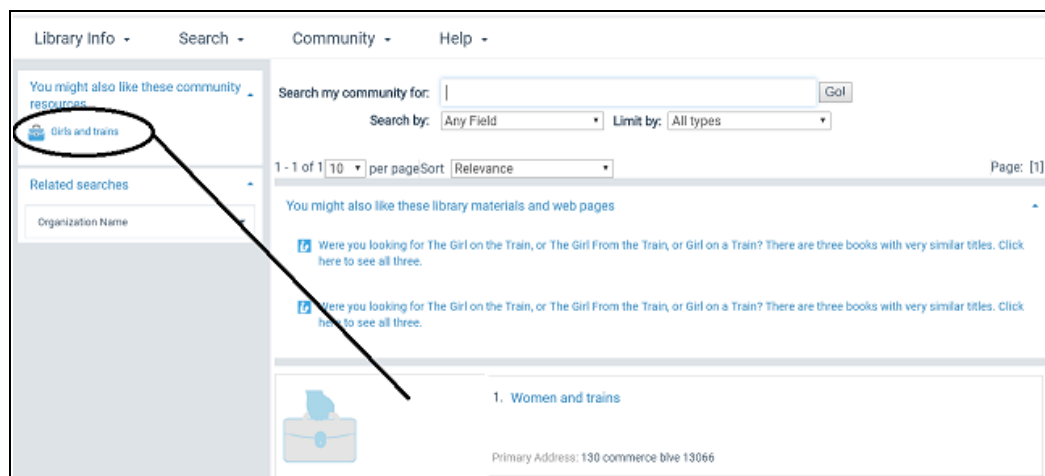 Library Info
Search
Community
Help
You might also like these community
resources
Girls and trains
Related searches
Organization Name
Search my community for:
Go!
Search by: Any Field
Limit by: All types
1 - 1 of 1 10 per pageSort Relevance
Page: [1]
You might also like these library materials and web pages
Were you looking for The Girl on the Train, or The Girl From the Train, or Girl on a Train? There are three books with very similar titles. Click
here to see all three.
Were you looking for The Girl on the Train, or The Girl From the Train, or Girl on a Train? There are three books with very similar titles. Click
here to see all three.
1. Women and trains
Primary Address: 130 commerce blve 13066